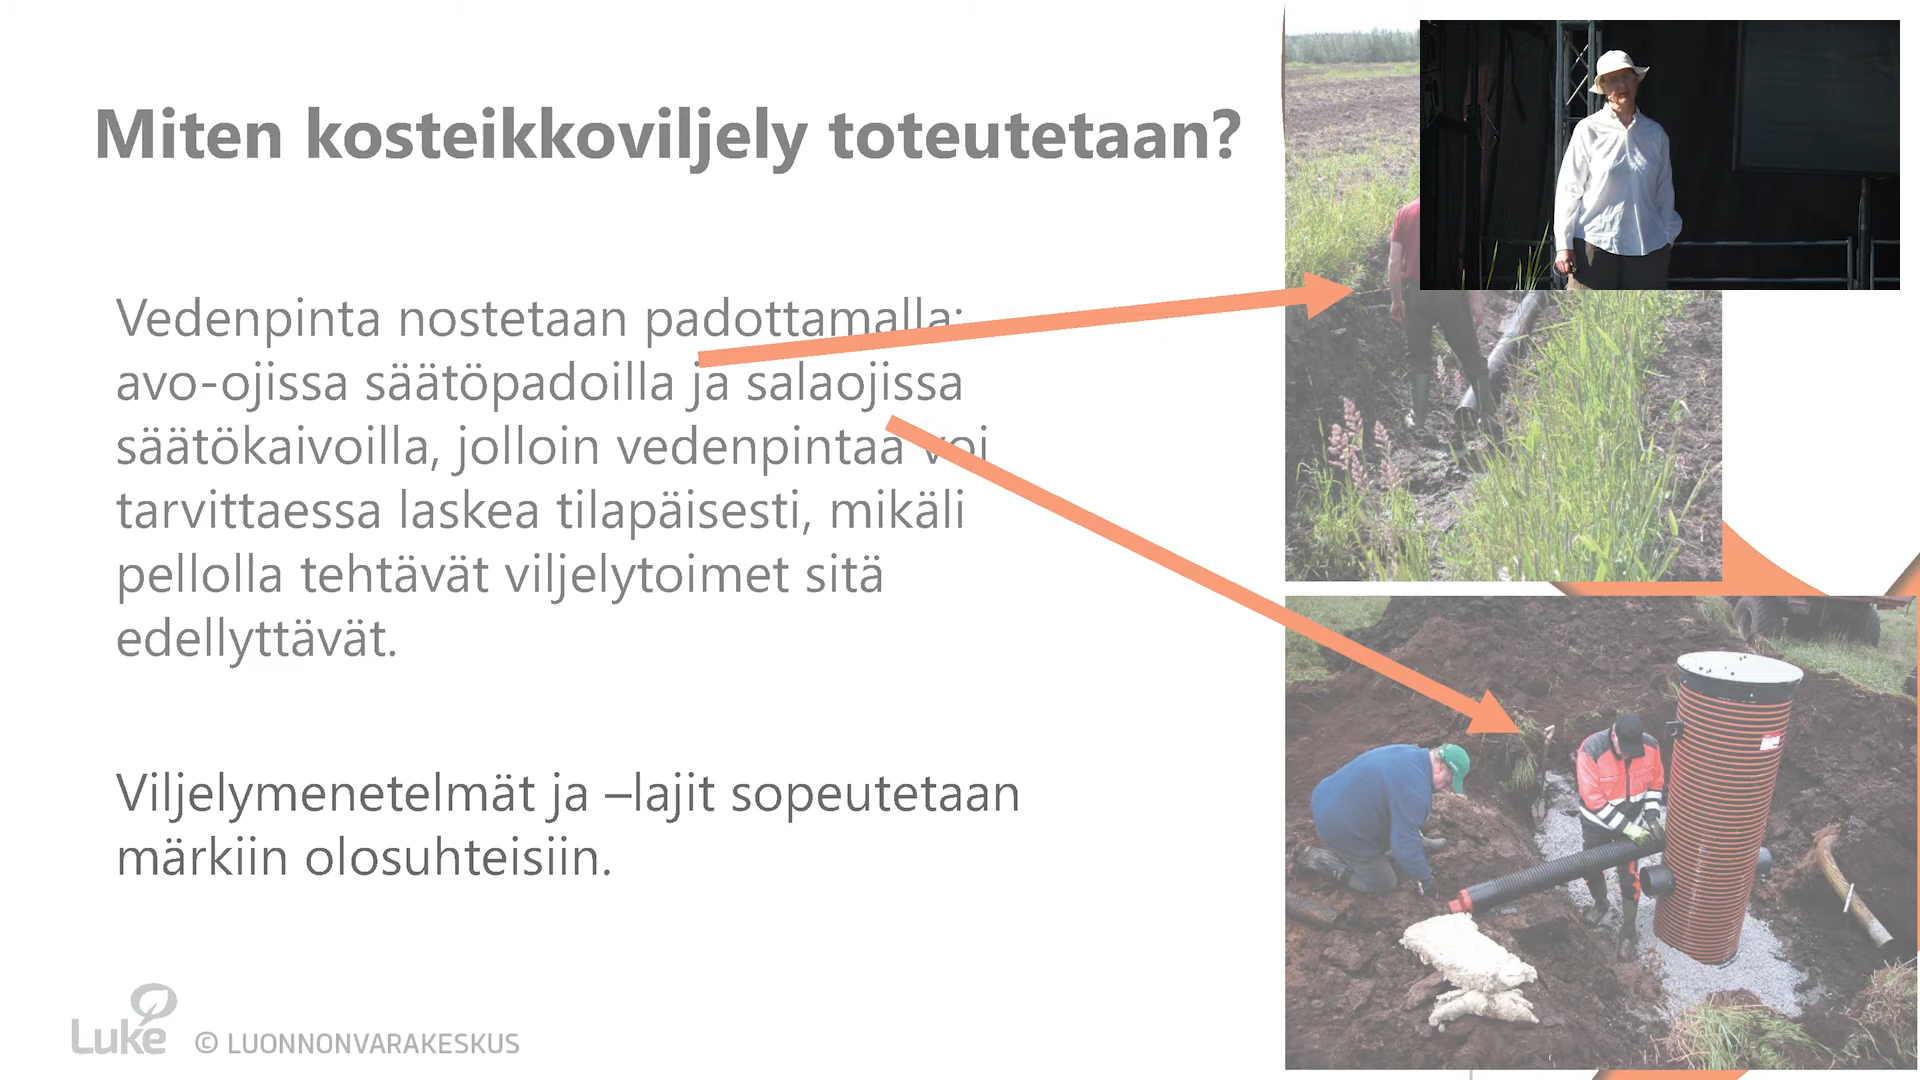 Miten kosteikkoviljely toteutetaan?
Vedenpinta nostetaan padottamalla:
avo-ojissa säätöpadoilla ja salaojissa
säätökaivoilla, jolloin vedenpintaa voi
tarvittaessa laskea tilapäisesti, mikäli
pellolla tehtävät viljelytoimet sitä
edellyttävät.
Viljelymenetelmät ja –lajit sopeutetaan
märkiin olosuhteisiin.
Luke © LUONNONVARAKESKUS